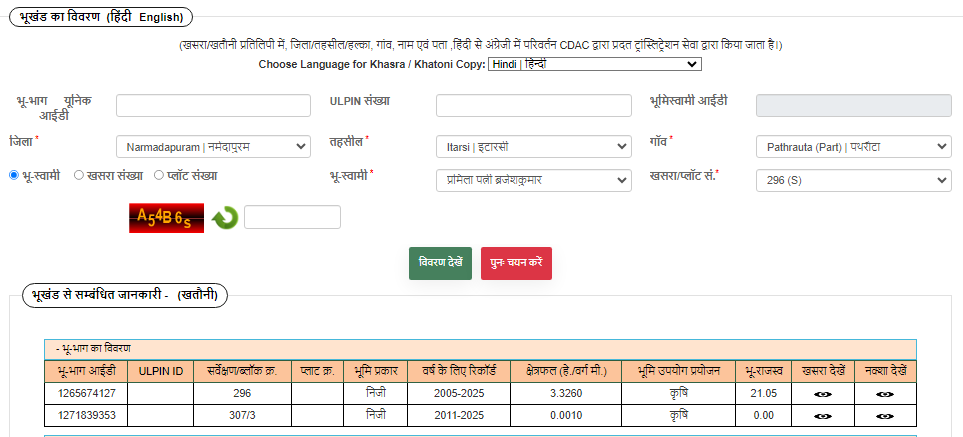 भूखंड का विवरण (हिंदी English)
(खसरा/खतौनी प्रतिलिपी में, जिला/तहसील/हल्का, गांव, नाम एवं पता ,हिंदी से अंग्रेजी में परिवर्तन CDAC द्वारा प्रदत ट्रांस्लिट्रेशन सेवा द्वारा किया जाता है।)
Choose Language for Khasra / Khatoni Copy: Hindi | हिन्दी
भू-भाग यूनिक आईडी ULPIN संख्या भूमिस्वामी आईडी
जिला * Narmadapuram | नर्मदापुरम तहसील * Itarsi | इटारसी गाँव * Pathrauta (Part) | पथरौटा
भू-स्वामी खसरा संख्या प्लॉट संख्या भू-स्वामी * प्रमिला पत्नी ब्रजेशकुमार खसरा/प्लॉट सं.* 296 (S)
A54B6s
विवरण देखें पुनः चयन करें
भूखंड से सम्बंधित जानकारी - (खतौनी)
- भू-भाग का विवरण
भू-भाग आईडी ULPIN ID सर्वेक्षण/ब्लॉक क्र. प्लाट क्र. भूमि प्रकार वर्ष के लिए रिकॉर्ड क्षेत्रफल (हे./वर्ग मी.) भूमि उपयोग प्रयोजन भू-राजस्व खसरा देखें नक्शा देखें
1265674127 296 निजी 2005-2025 3.3260 कृषि 21.05
1271839353 307/3 निजी 2011-2025 0.0010 कृषि 0.00